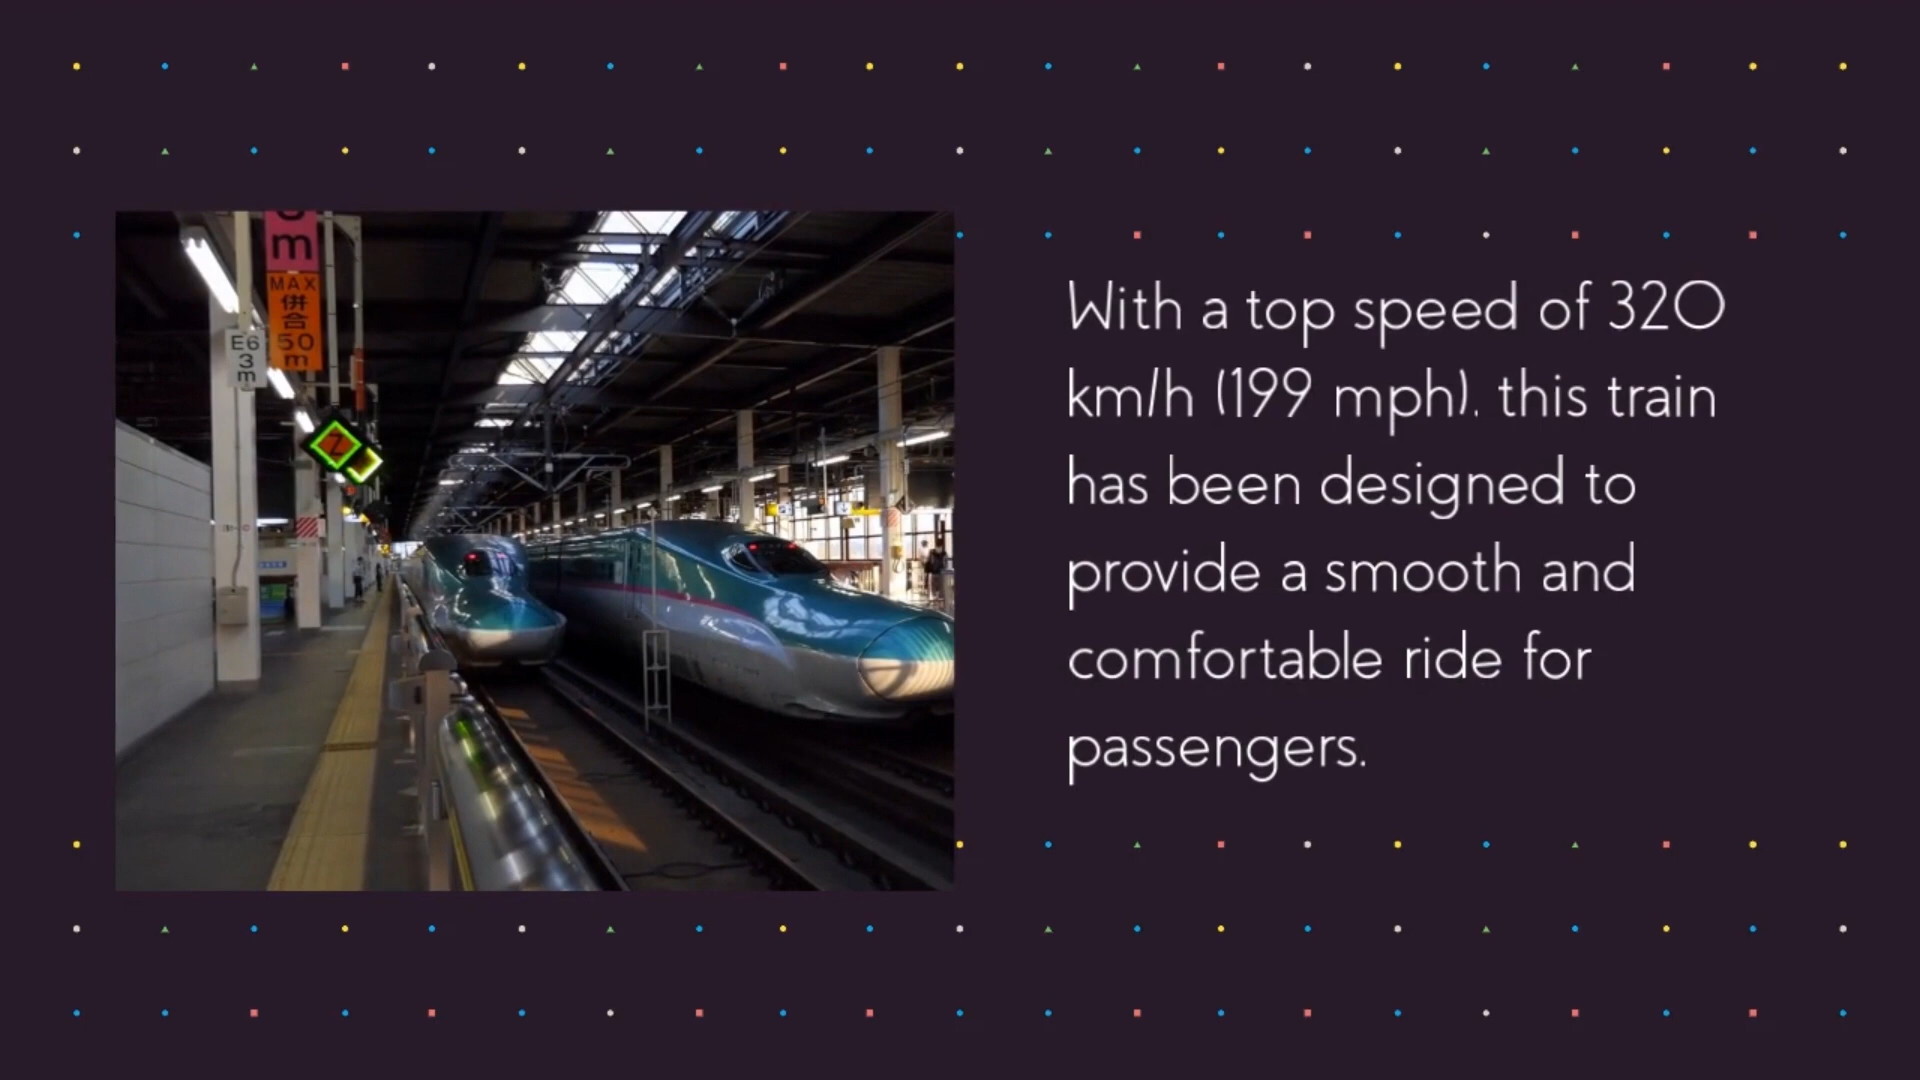 m
MAX
併
合
50
m
E6
3
m
With a top speed of 320
km/h (199 mph), this train
has been designed to
provide a smooth and
comfortable ride for
passengers.